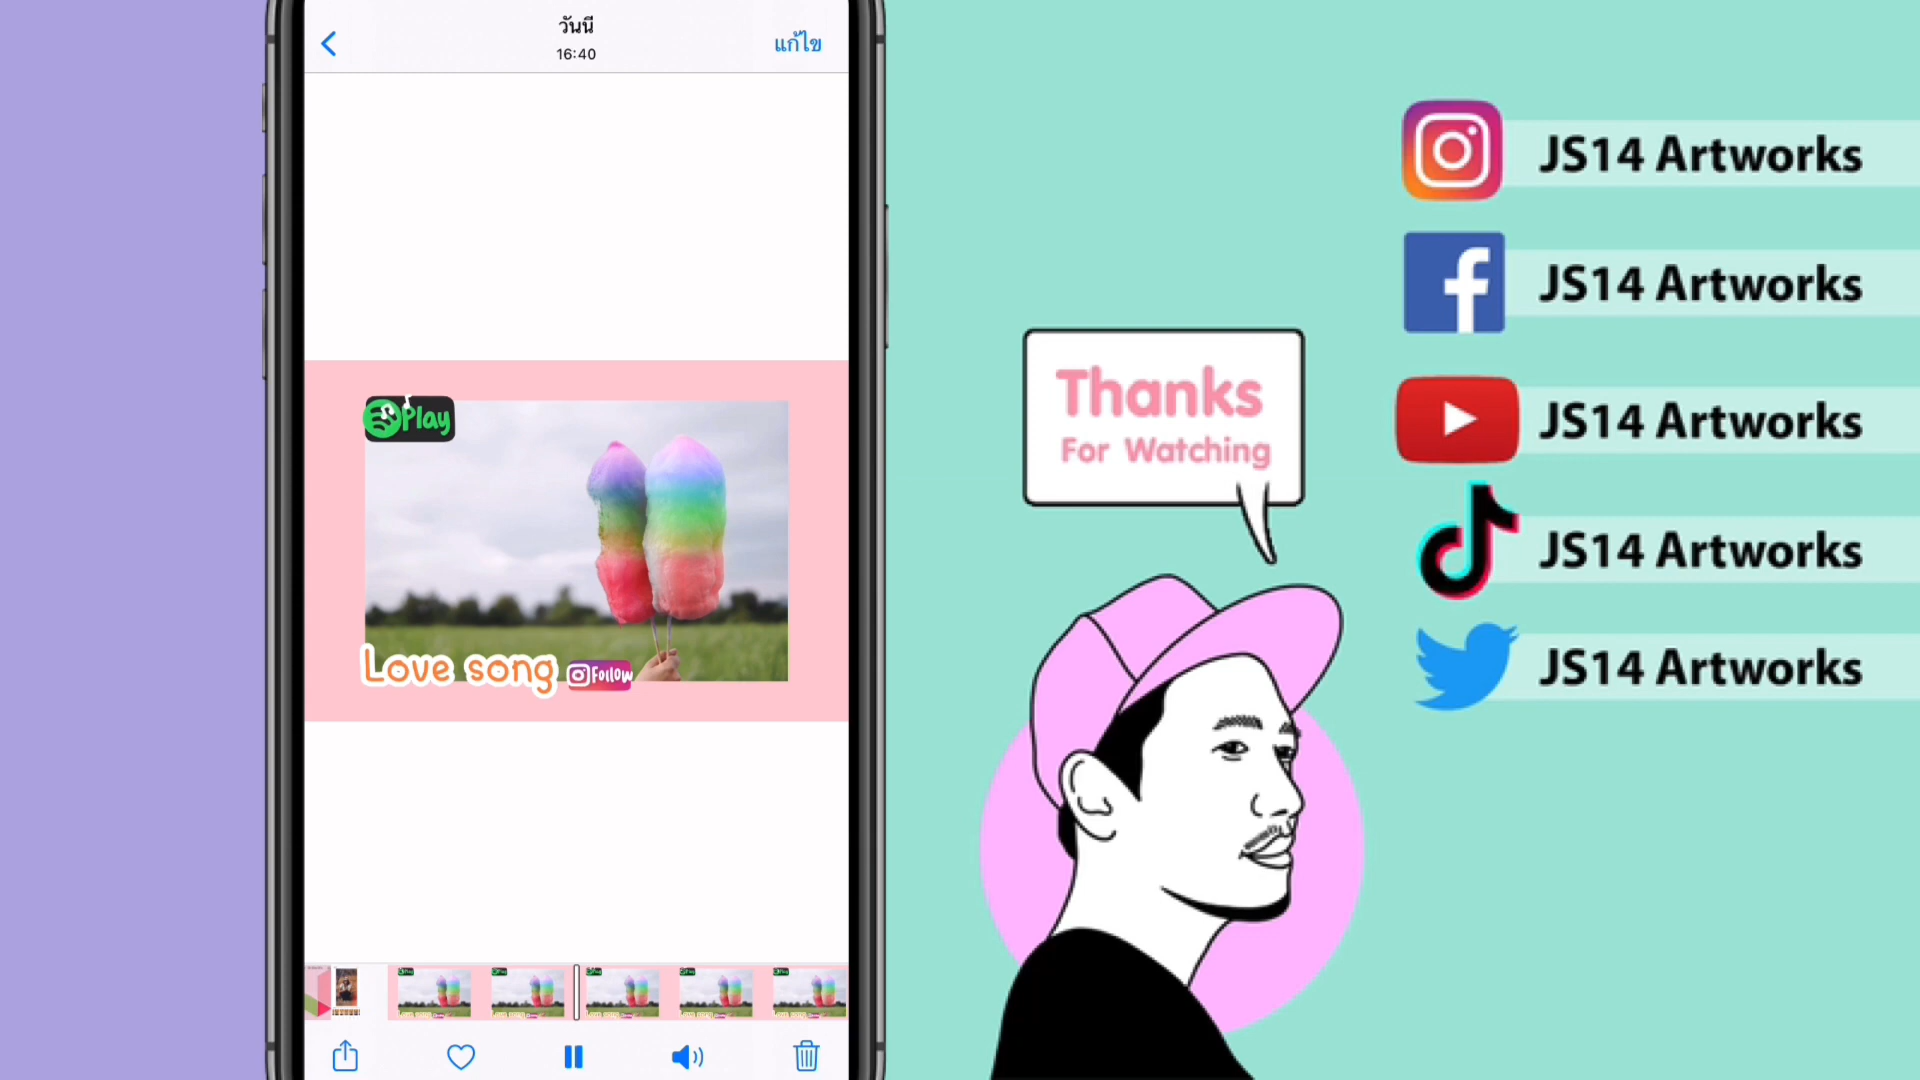 วันนี้
16:40
แก้ไข
Play
Love song
Follow
Thanks
For Watching
JS14 Artworks
JS14 Artworks
JS14 Artworks
JS14 Artworks
JS14 Artworks